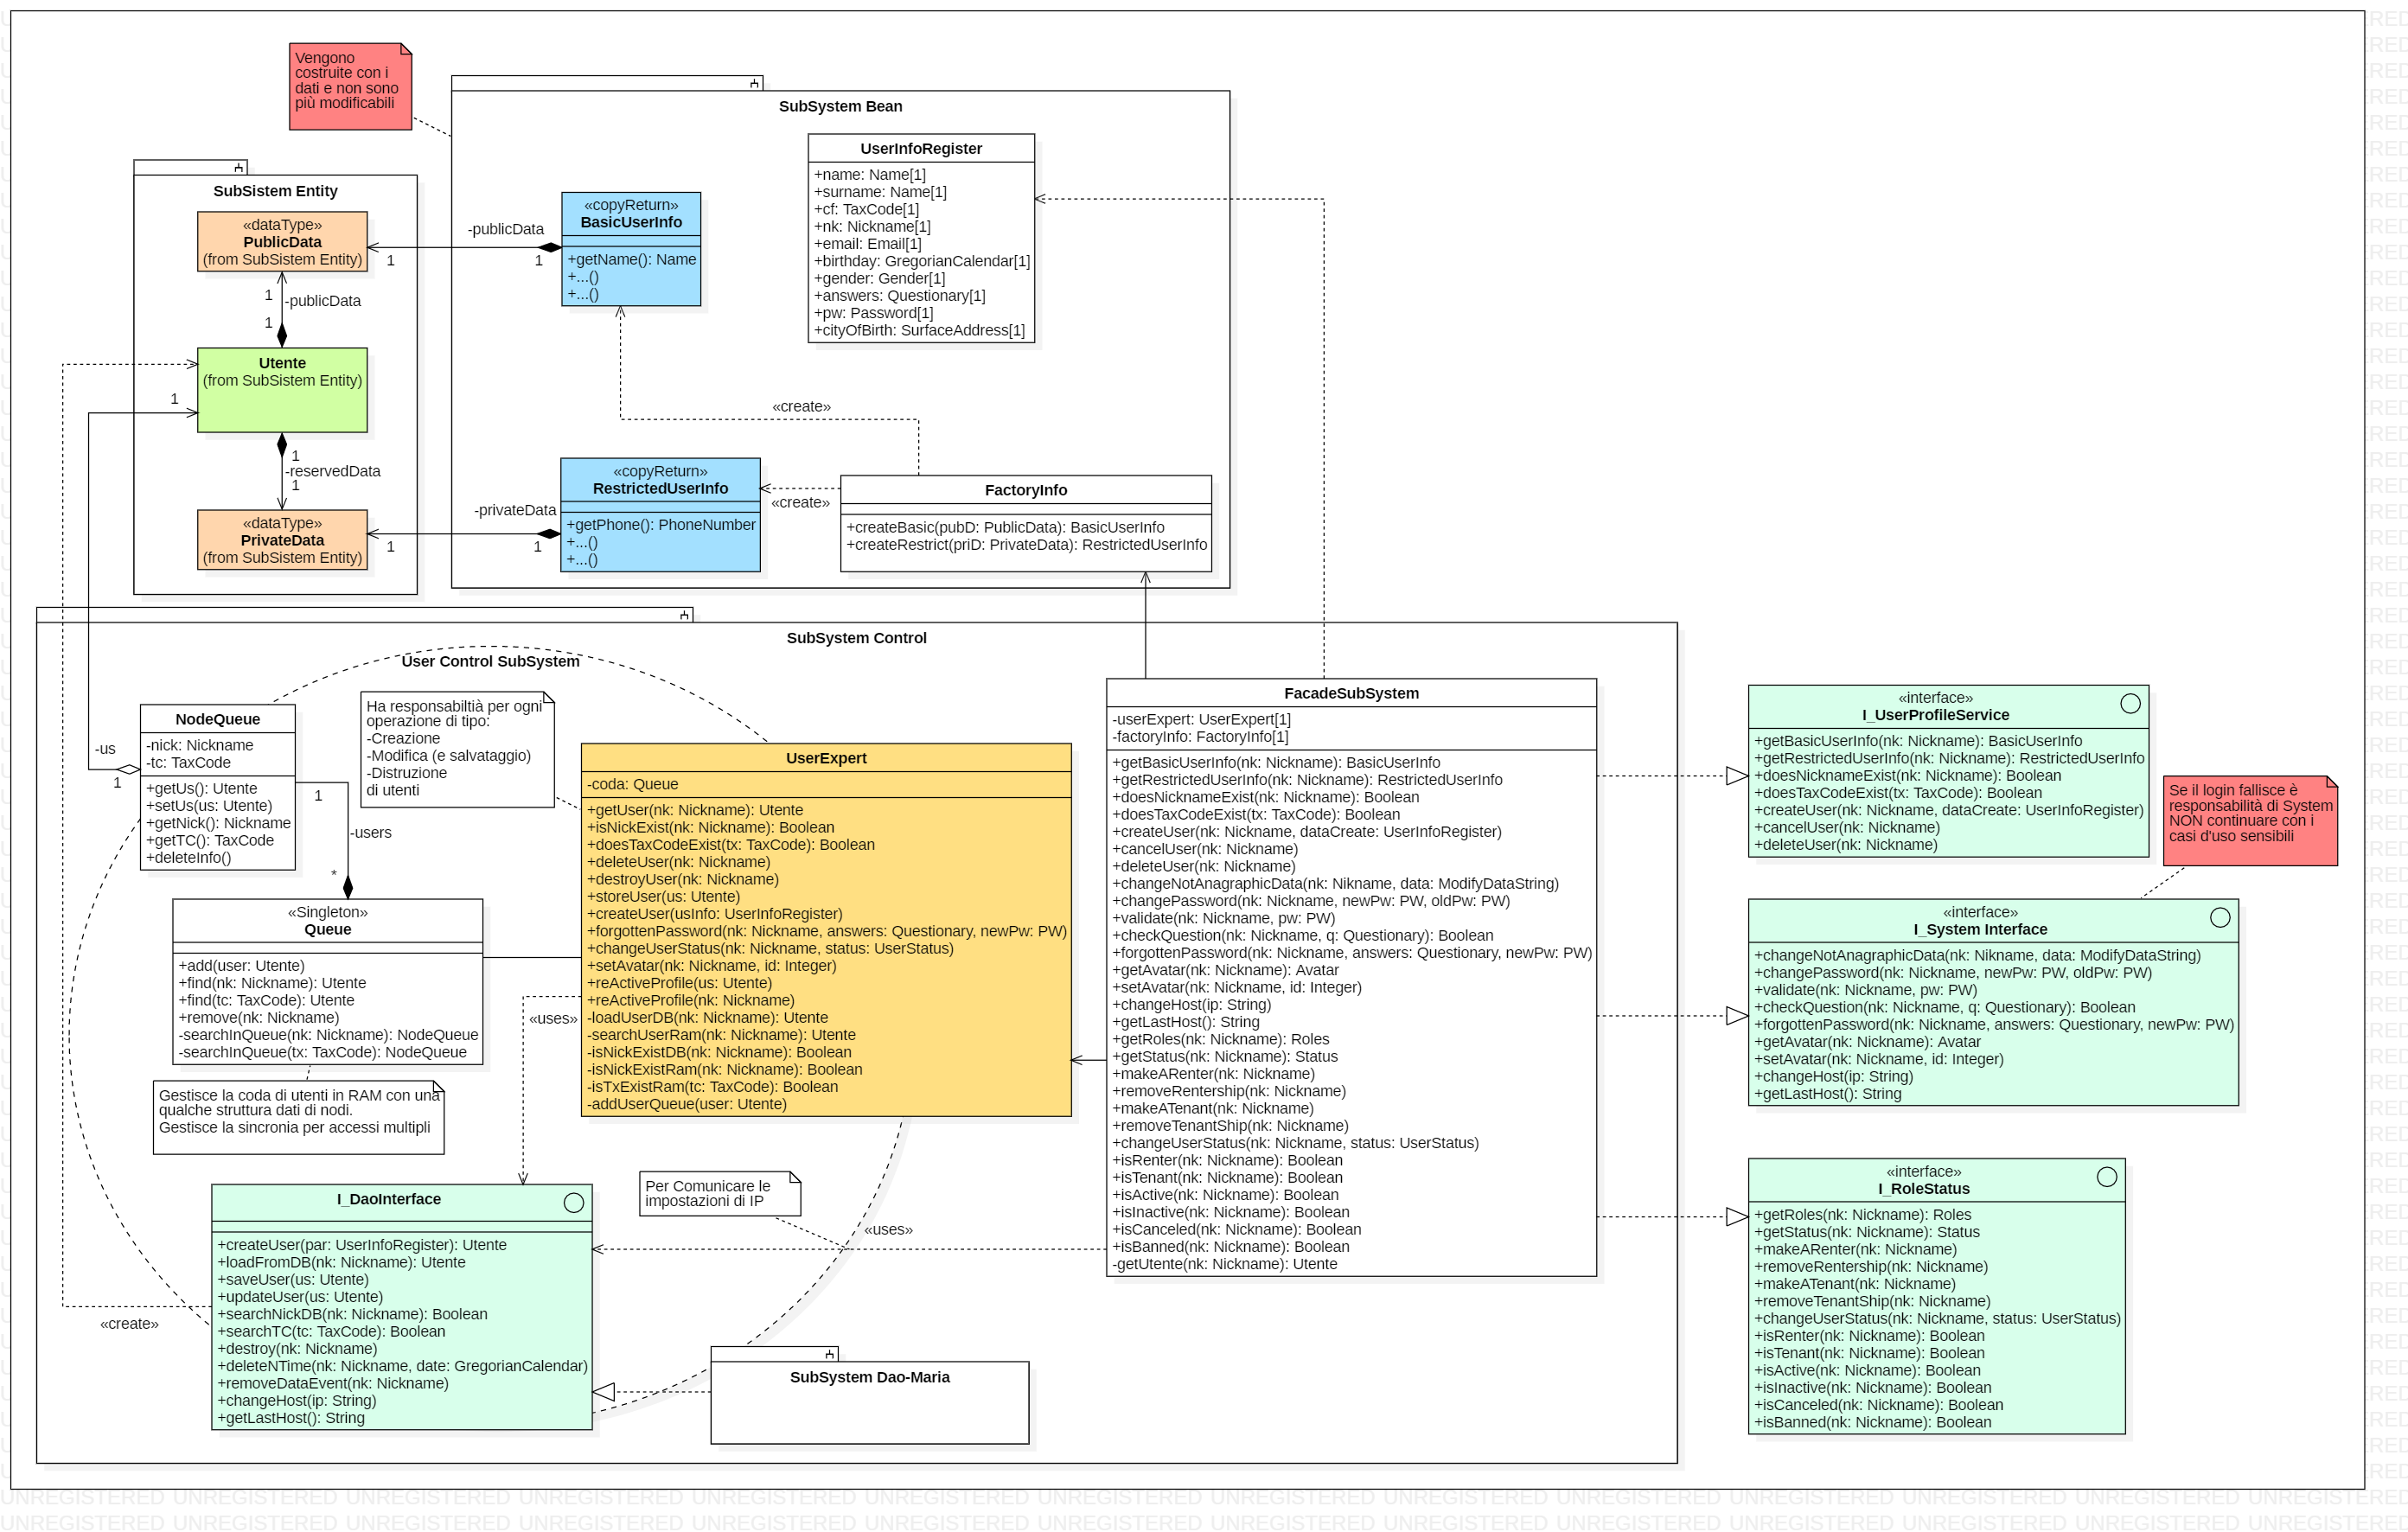 Vengono
costruite con i
dati e non sono
più modificabili
SubSystem Bean
UserInfoRegister
+name: Name[1]
+surname: Name[1]
+cf: TaxCode[1]
+nk: Nickname[1]
+email: Email[1]
+birthday: GregorianCalendar[1]
+gender: Gender[1]
+answers: Questionary[1]
+pw: Password[1]
+cityOfBirth: SurfaceAddress[1]
SubSistem Entity
«dataType»
PublicData
(from SubSistem Entity)
-publicData
1
1
«copyReturn»
BasicUserInfo
+getName(): Name
+...()
+...()
1
-publicData
1
Utente
(from SubSistem Entity)
1
«create»
1
-reservedData
1
«dataType»
PrivateData
(from SubSistem Entity)
-privateData
1
1
«copyReturn»
RestrictedUserInfo
+getPhone(): PhoneNumber
+...()
+...()
«create»
FactoryInfo
+createBasic(pubD: PublicData): BasicUserInfo
+createRestrict(priD: PrivateData): RestrictedUserInfo
SubSystem Control
User Control SubSystem
NodeQueue
-nick: Nickname
-tc: TaxCode
+getUs(): Utente
+setUs(us: Utente)
+getNick(): Nickname
+getTC(): TaxCode
+deleteInfo()
-us
1
1
-users
*
Ha responsabiltià per ogni
operazione di tipo:
-Creazione
-Modifica (e salvataggio)
-Distruzione
di utenti
«Singleton»
Queue
+add(user: Utente)
+find(nk: Nickname): Utente
+find(tc: TaxCode): Utente
+remove(nk: Nickname)
-searchInQueue(nk: Nickname): NodeQueue
-searchInQueue(tx: TaxCode): NodeQueue
Gestisce la coda di utenti in RAM con una
qualche struttura dati di nodi.
Gestisce la sincronia per accessi multipli
UserExpert
-coda: Queue
+getUser(nk: Nickname): Utente
+isNickExist(nk: Nickname): Boolean
+doesTaxCodeExist(tx: TaxCode): Boolean
+deleteUser(nk: Nickname)
+destroyUser(nk: Nickname)
+storeUser(us: Utente)
+createUser(usInfo: UserInfoRegister)
+forgottenPassword(nk: Nickname, answers: Questionary, newPw: PW)
+changeUserStatus(nk: Nickname, status: UserStatus)
+setAvatar(nk: Nickname, id: Integer)
+reActiveProfile(us: Utente)
+reActiveProfile(nk: Nickname)
-loadUserDB(nk: Nickname): Utente
-searchUserRam(nk: Nickname): Utente
-isNickExistDB(nk: Nickname): Boolean
-isNickExistRam(nk: Nickname): Boolean
-isTxExistRam(tc: TaxCode): Boolean
-addUserQueue(user: Utente)
«uses»
FacadeSubSystem
-userExpert: UserExpert[1]
-factoryInfo: FactoryInfo[1]
+getBasicUserInfo(nk: Nickname): BasicUserInfo
+getRestrictedUserInfo(nk: Nickname): RestrictedUserInfo
+doesNicknameExist(nk: Nickname): Boolean
+doesTaxCodeExist(tx: TaxCode): Boolean
+createUser(nk: Nickname, dataCreate: UserInfoRegister)
+cancelUser(nk: Nickname)
+deleteUser(nk: Nickname)
+changeNotAnagraphicData(nk: Nikname, data: ModifyDataString)
+changePassword(nk: Nickname, newPw: PW, oldPw: PW)
+validate(nk: Nickname, pw: PW)
+checkQuestion(nk: Nickname, q: Questionary): Boolean
+forgottenPassword(nk: Nickname, answers: Questionary, newPw: PW)
+getAvatar(nk: Nickname): Avatar
+setAvatar(nk: Nickname, id: Integer)
+changeHost(ip: String)
+getLastHost(): String
+getRoles(nk: Nickname): Roles
+getStatus(nk: Nickname): Status
+makeARenter(nk: Nickname)
+removeRentership(nk: Nickname)
+makeATenant(nk: Nickname)
+removeTenantShip(nk: Nickname)
+changeUserStatus(nk: Nickname, status: UserStatus)
+isRenter(nk: Nickname): Boolean
+isTenant(nk: Nickname): Boolean
+isActive(nk: Nickname): Boolean
+isInactive(nk: Nickname): Boolean
+isCanceled(nk: Nickname): Boolean
+isBanned(nk: Nickname): Boolean
-getUtente(nk: Nickname): Utente
«interface»
I_UserProfileService
+getBasicUserInfo(nk: Nickname): BasicUserInfo
+getRestrictedUserInfo(nk: Nickname): RestrictedUserInfo
+doesNicknameExist(nk: Nickname): Boolean
+doesTaxCodeExist(tx: TaxCode): Boolean
+createUser(nk: Nickname, dataCreate: UserInfoRegister)
+cancelUser(nk: Nickname)
+deleteUser(nk: Nickname)
Se il login fallisce è
responsabilità di System
NON continuare con i
casi d'uso sensibili
«interface»
I_System Interface
+changeNotAnagraphicData(nk: Nikname, data: ModifyDataString)
+changePassword(nk: Nickname, newPw: PW, oldPw: PW)
+validate(nk: Nickname, pw: PW)
+checkQuestion(nk: Nickname, q: Questionary): Boolean
+forgottenPassword(nk: Nickname, answers: Questionary, newPw: PW)
+getAvatar(nk: Nickname): Avatar
+setAvatar(nk: Nickname, id: Integer)
+changeHost(ip: String)
+getLastHost(): String
«interface»
I_RoleStatus
+getRoles(nk: Nickname): Roles
+getStatus(nk: Nickname): Status
+makeARenter(nk: Nickname)
+removeRentership(nk: Nickname)
+makeATenant(nk: Nickname)
+removeTenantShip(nk: Nickname)
+changeUserStatus(nk: Nickname, status: UserStatus)
+isRenter(nk: Nickname): Boolean
+isTenant(nk: Nickname): Boolean
+isActive(nk: Nickname): Boolean
+isInactive(nk: Nickname): Boolean
+isCanceled(nk: Nickname): Boolean
+isBanned(nk: Nickname): Boolean
Per Comunicare le
impostazioni di IP
«uses»
I_DaoInterface
+createUser(par: UserInfoRegister): Utente
+loadFromDB(nk: Nickname): Utente
+saveUser(us: Utente)
+updateUser(us: Utente)
+searchNickDB(nk: Nickname): Boolean
+searchTC(tc: TaxCode): Boolean
+destroy(nk: Nickname)
+deleteNTime(nk: Nickname, date: GregorianCalendar)
+removeDataEvent(nk: Nickname)
+changeHost(ip: String)
+getLastHost(): String
«create»
SubSystem Dao-Maria
UNREGISTERED UNREGISTERED UNREGISTERED UNREGISTERED UNREGISTERED UNREGISTERED UNREGISTERED UNREGISTERED UNREGISTERED UNREGISTERED UNREGISTERED UNREGISTERED UNREGISTERED UNREGISTERED
UNREGISTERED UNREGISTERED UNREGISTERED UNREGISTERED UNREGISTERED UNREGISTERED UNREGISTERED UNREGISTERED UNREGISTERED UNREGISTERED UNREGISTERED UNREGISTERED UNREGISTERED UNREGISTERED